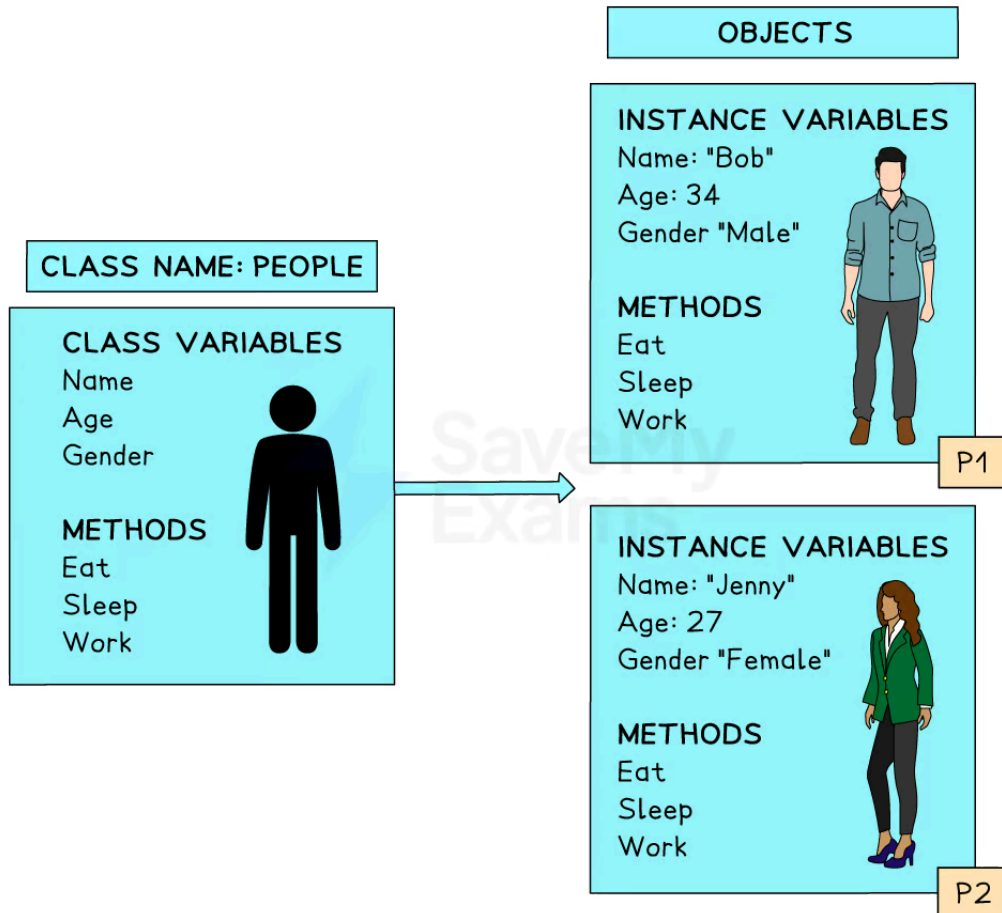 CLASS NAME: PEOPLE
CLASS VARIABLES
Name
Age
Gender
METHODS
Eat
Sleep
Work
OBJECTS
INSTANCE VARIABLES
Name: "Bob"
Age: 34
Gender "Male"
METHODS
Eat
Sleep
Work
P1
INSTANCE VARIABLES
Name: "Jenny"
Age: 27
Gender "Female"
METHODS
Eat
Sleep
Work
P2
SaveMy
Exams